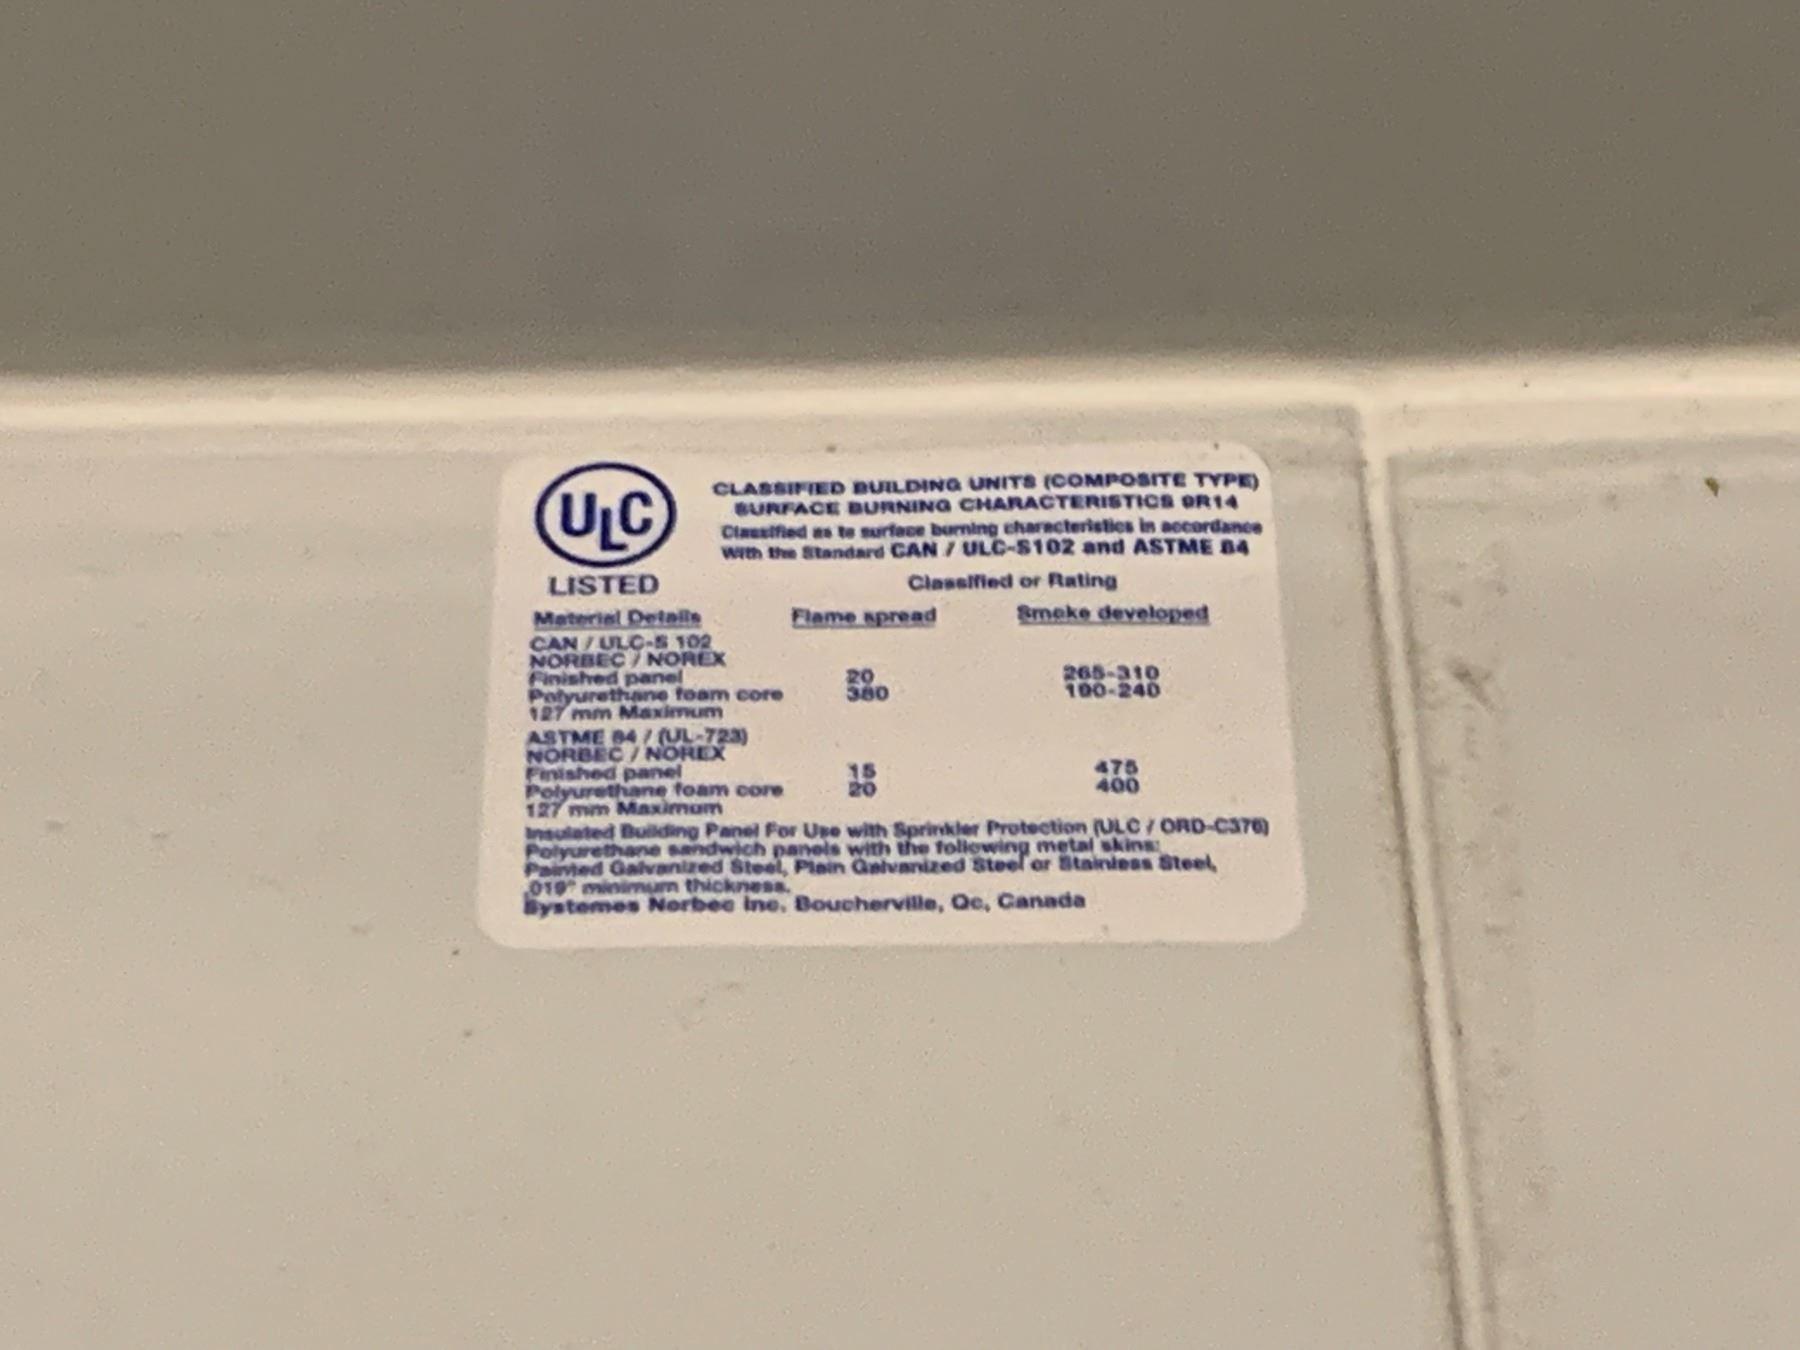 ULC
LISTED
CLASSIFIED BUILDING UNITS (COMPOSITE TYPE)
SURFACE BURNING CHARACTERISTICS 9R14
Classified as to surface burning characteristics in accordance
With the Standard CAN / ULC-S102 and ASTME 84
Classified or Rating
Material Details Flame spread Smoke developed
CAN / ULC-S 102
NORBEC / NOREX
Finished panel 20 265-310
Polyurethane foam core 380 190-240
127 mm Maximum
ASTME 84 / (UL-723)
NORBEC / NOREX
Finished panel 15 475
Polyurethane foam core 20 400
127 mm Maximum
Insulated Building Panel For Use with Sprinkler Protection (ULC / ORD-C376)
Polyurethane sandwich panels with the following metal skins:
Painted Galvanized Steel, Plain Galvanized Steel or Stainless Steel,
.019" minimum thickness.
Systemes Norbec Inc. Boucherville, Qc, Canada